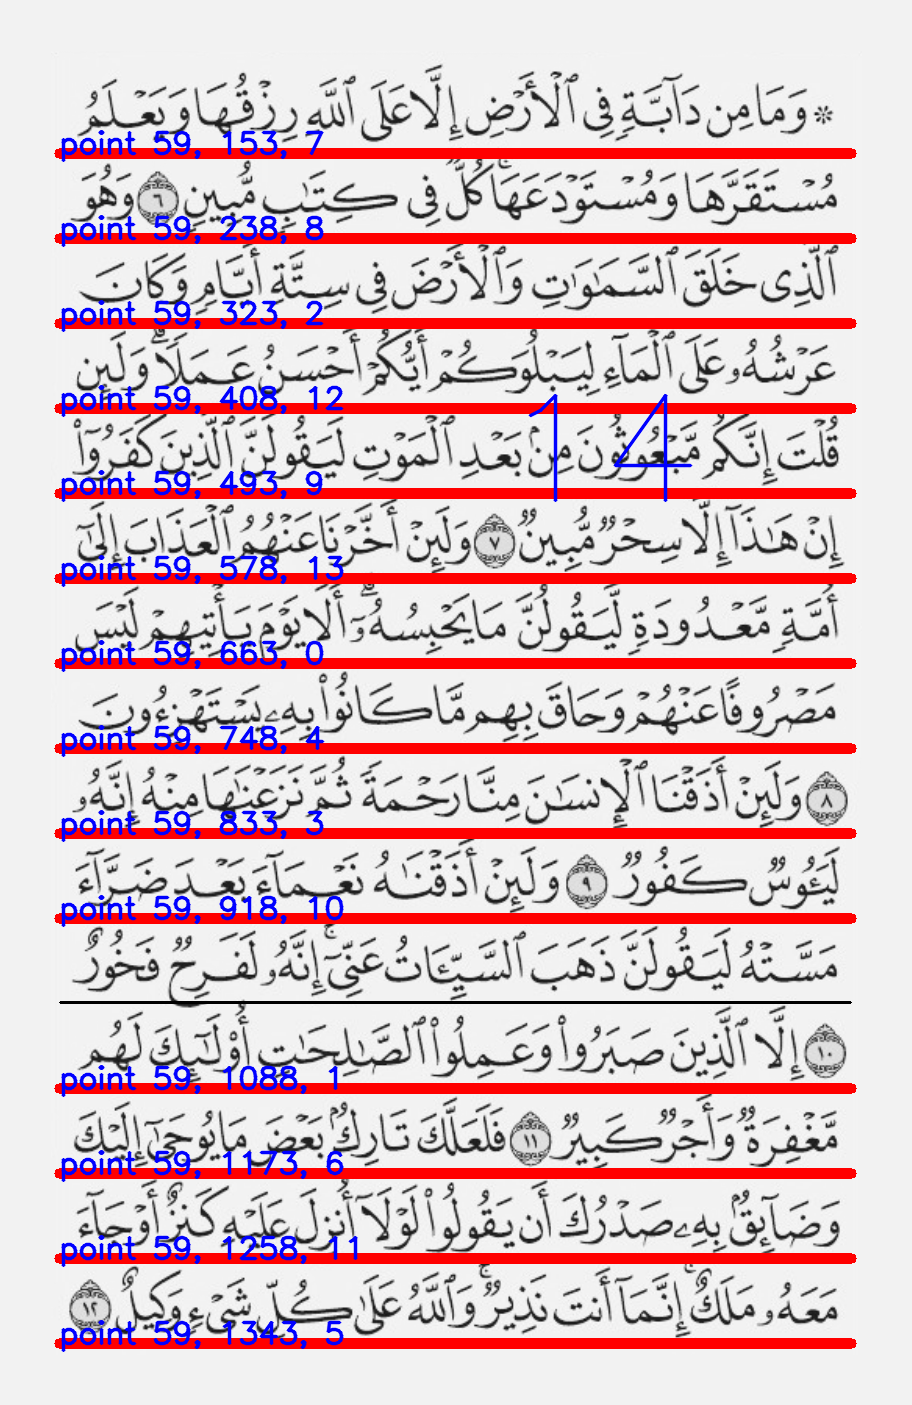 ۞ وَمَا مِن دَآبَّةٖ فِي ٱلۡأَرۡضِ إِلَّا عَلَى ٱللَّهِ رِزۡقُهَا وَيَعۡلَمُ
point 59, 153, 7
مُسۡتَقَرَّهَا وَمُسۡتَوۡدَعَهَاۚ كُلّٞ فِي كِتَٰبٖ مُّبِينٖ ٦ وَهُوَ
point 59, 238, 8
ٱلَّذِي خَلَقَ ٱلسَّمَٰوَٰتِ وَٱلۡأَرۡضَ فِي سِتَّةِ أَيَّامٖ وَكَانَ
point 59, 323, 2
عَرۡشُهُۥ عَلَى ٱلۡمَآءِ لِيَبۡلُوَكُمۡ أَيُّكُمۡ أَحۡسَنُ عَمَلٗاۗ وَلَئِن
point 59, 408, 12
14
قُلۡتَ إِنَّكُم مَّبۡعُوثُونَ مِنۢ بَعۡدِ ٱلۡمَوۡتِ لَيَقُولَنَّ ٱلَّذِينَ كَفَرُوٓاْ
point 59, 493, 9
إِنۡ هَٰذَآ إِلَّا سِحۡرٞ مُّبِينٞ ٧ وَلَئِنۡ أَخَّرۡنَا عَنۡهُمُ ٱلۡعَذَابَ إِلَىٰٓ
point 59, 578, 13
أُمَّةٖ مَّعۡدُودَةٖ لَّيَقُولُنَّ مَا يَحۡبِسُهُۥٓۗ أَلَا يَوۡمَ يَأۡتِيهِمۡ لَيۡسَ
point 59, 663, 0
مَصۡرُوفًا عَنۡهُمۡ وَحَاقَ بِهِم مَّا كَانُواْ بِهِۦ يَسۡتَهۡزِءُونَ
point 59, 748, 4
٨ وَلَئِنۡ أَذَقۡنَا ٱلۡإِنسَٰنَ مِنَّا رَحۡمَةٗ ثُمَّ نَزَعۡنَٰهَا مِنۡهُ إِنَّهُۥ
point 59, 833, 3
لَيَـُٔوسٞ كَفُورٞ ٩ وَلَئِنۡ أَذَقۡنَٰهُ نَعۡمَآءَ بَعۡدَ ضَرَّآءَ
point 59, 918, 10
مَسَّتۡهُ لَيَقُولَنَّ ذَهَبَ ٱلسَّيِّـَٔاتُ عَنِّيٓۚ إِنَّهُۥ لَفَرِحٞ فَخُورٌ
١٠ إِلَّا ٱلَّذِينَ صَبَرُواْ وَعَمِلُواْ ٱلصَّٰلِحَٰتِ أُوْلَٰٓئِكَ لَهُم
point 59, 1088, 1
مَّغۡفِرَةٞ وَأَجۡرٞ كَبِيرٞ ١١ فَلَعَلَّكَ تَارِكُۢ بَعۡضَ مَا يُوحَىٰٓ إِلَيۡكَ
point 59, 1173, 6
وَضَآئِقُۢ بِهِۦ صَدۡرُكَ أَن يَقُولُواْ لَوۡلَآ أُنزِلَ عَلَيۡهِ كَنزٌ أَوۡ جَآءَ
point 59, 1258, 11
مَعَهُۥ مَلَكٌۚ إِنَّمَآ أَنتَ نَذِيرٞۚ وَٱللَّهُ عَلَىٰ كُلِّ شَيۡءٖ وَكِيلٌ ١٢
point 59, 1343, 5